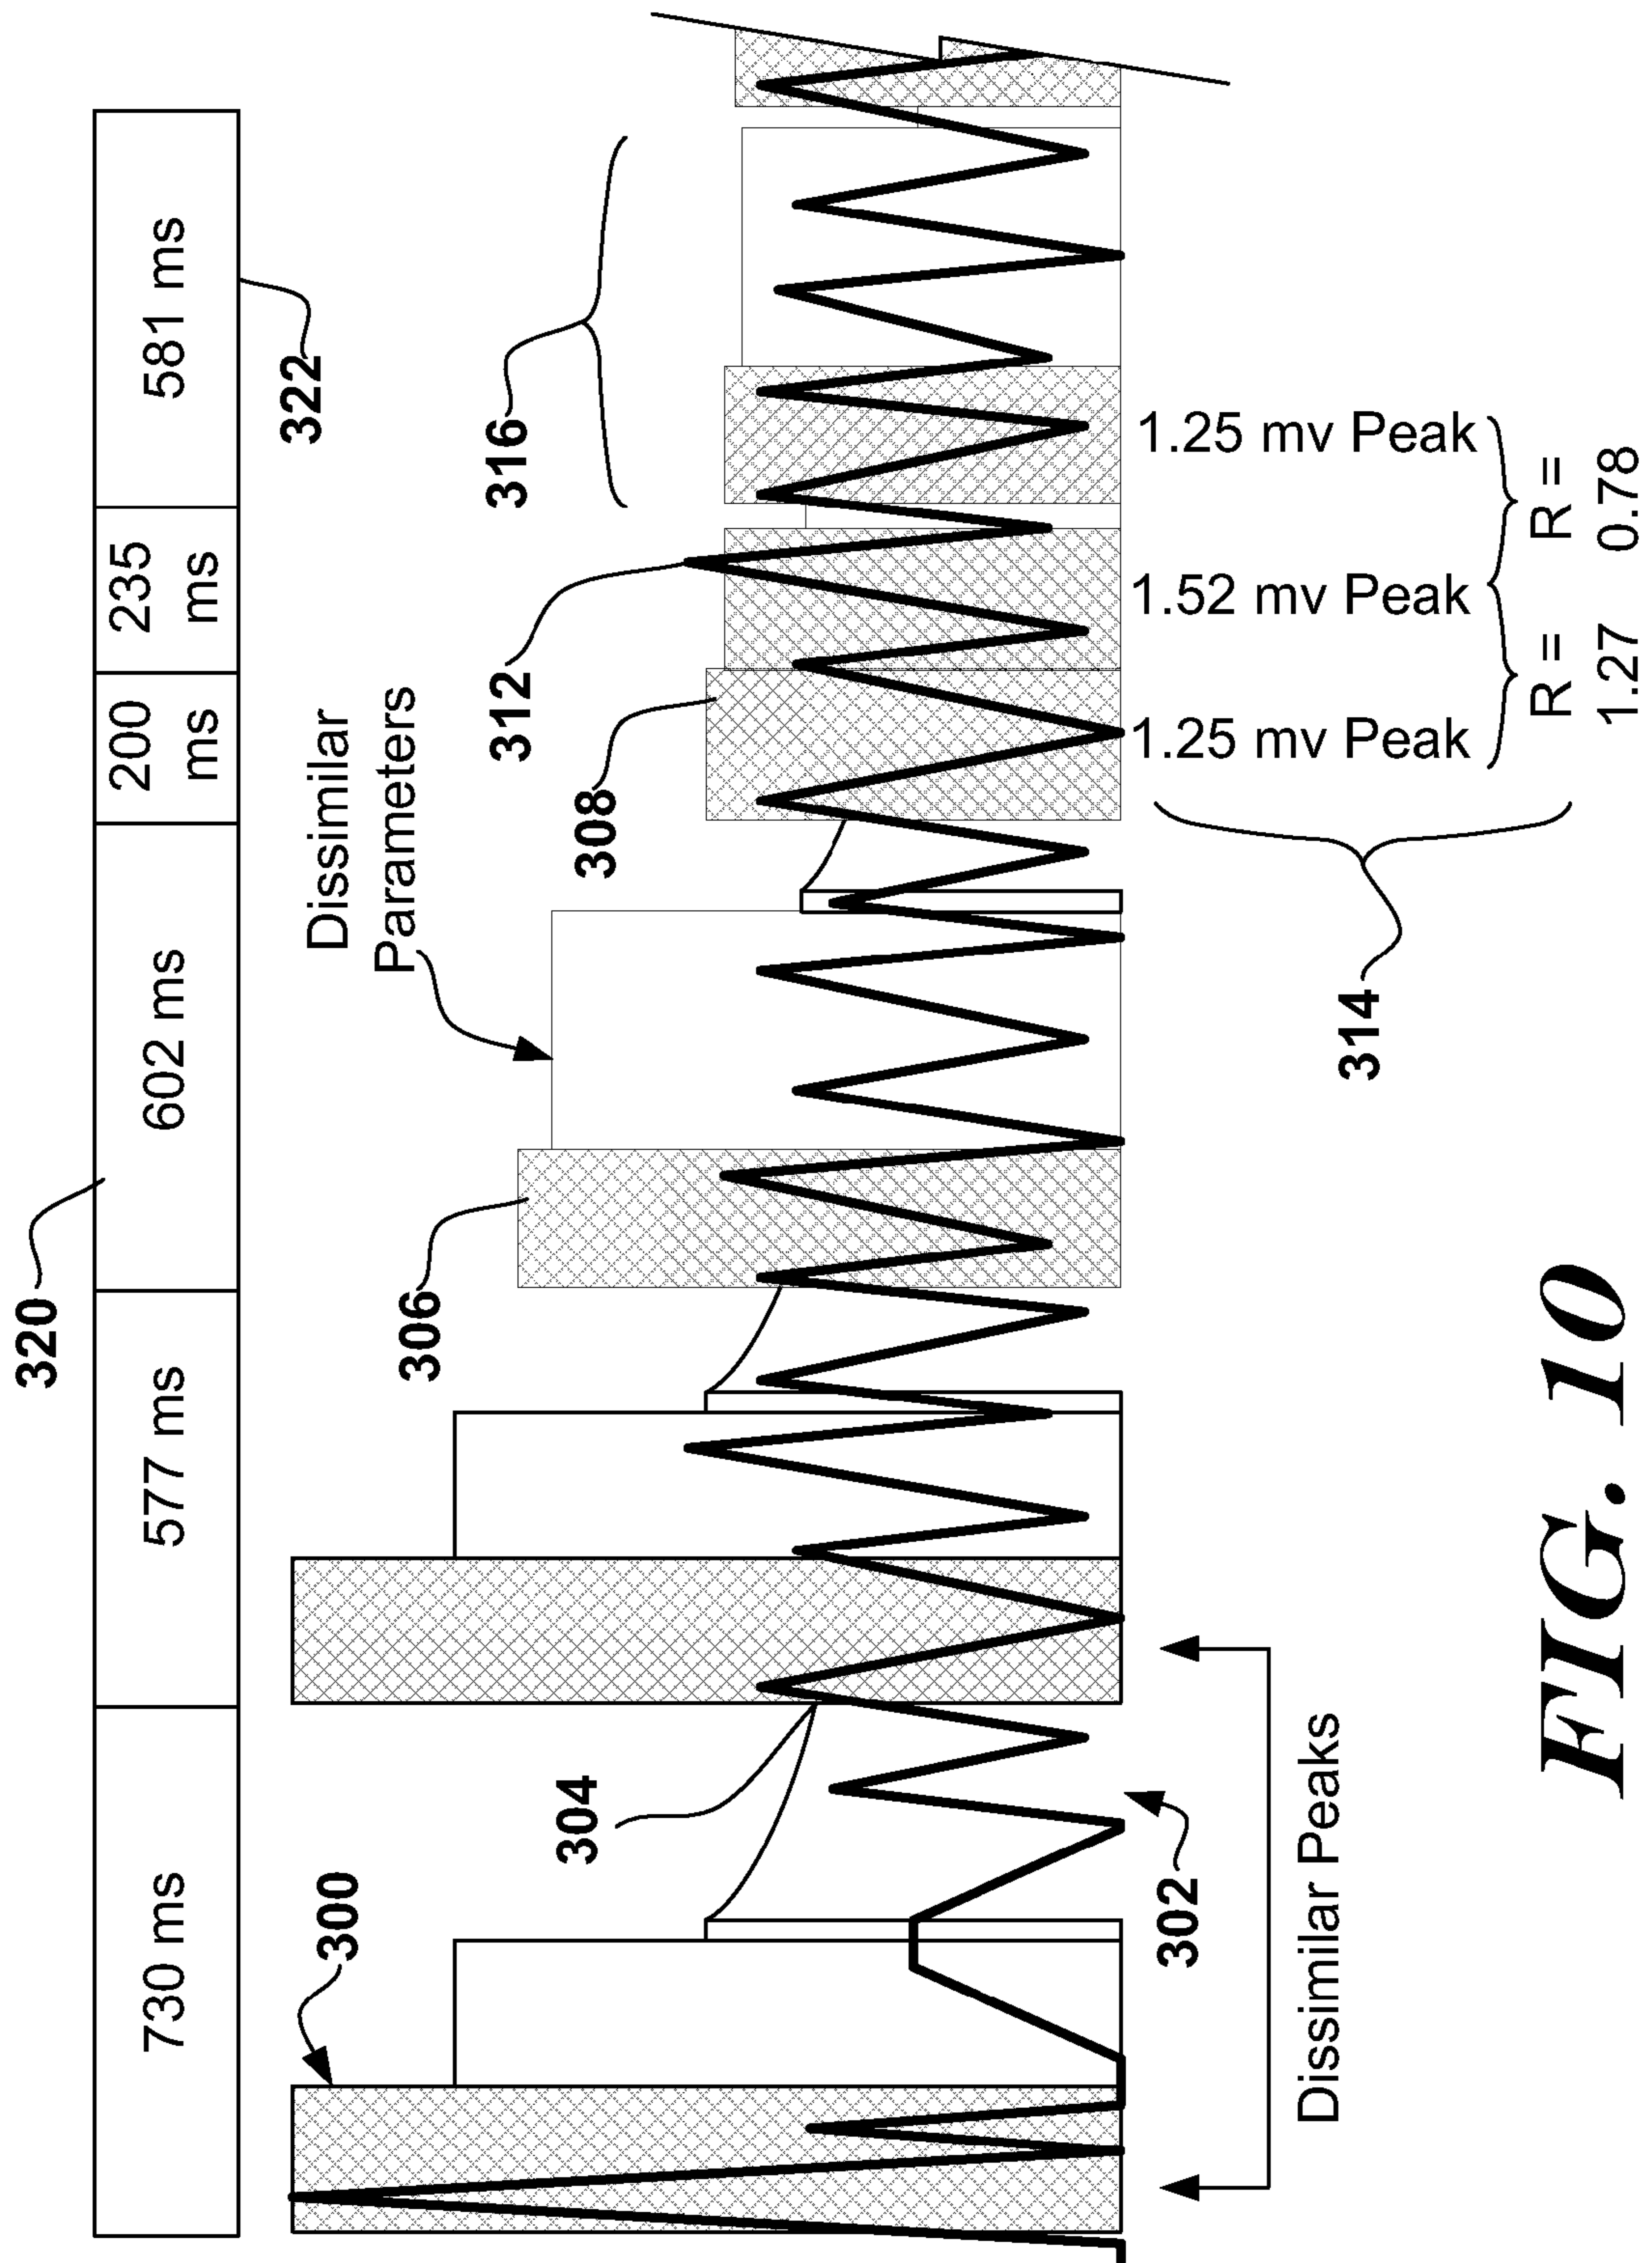 320
730 ms
577 ms
602 ms
200
ms
235
ms
581 ms
322
300
304
306
Dissimilar
Parameters
308
312
316
302
Dissimilar Peaks
314
1.25 mv Peak
1.52 mv Peak
1.25 mv Peak
R =
1.27
R =
0.78
FIG. 10